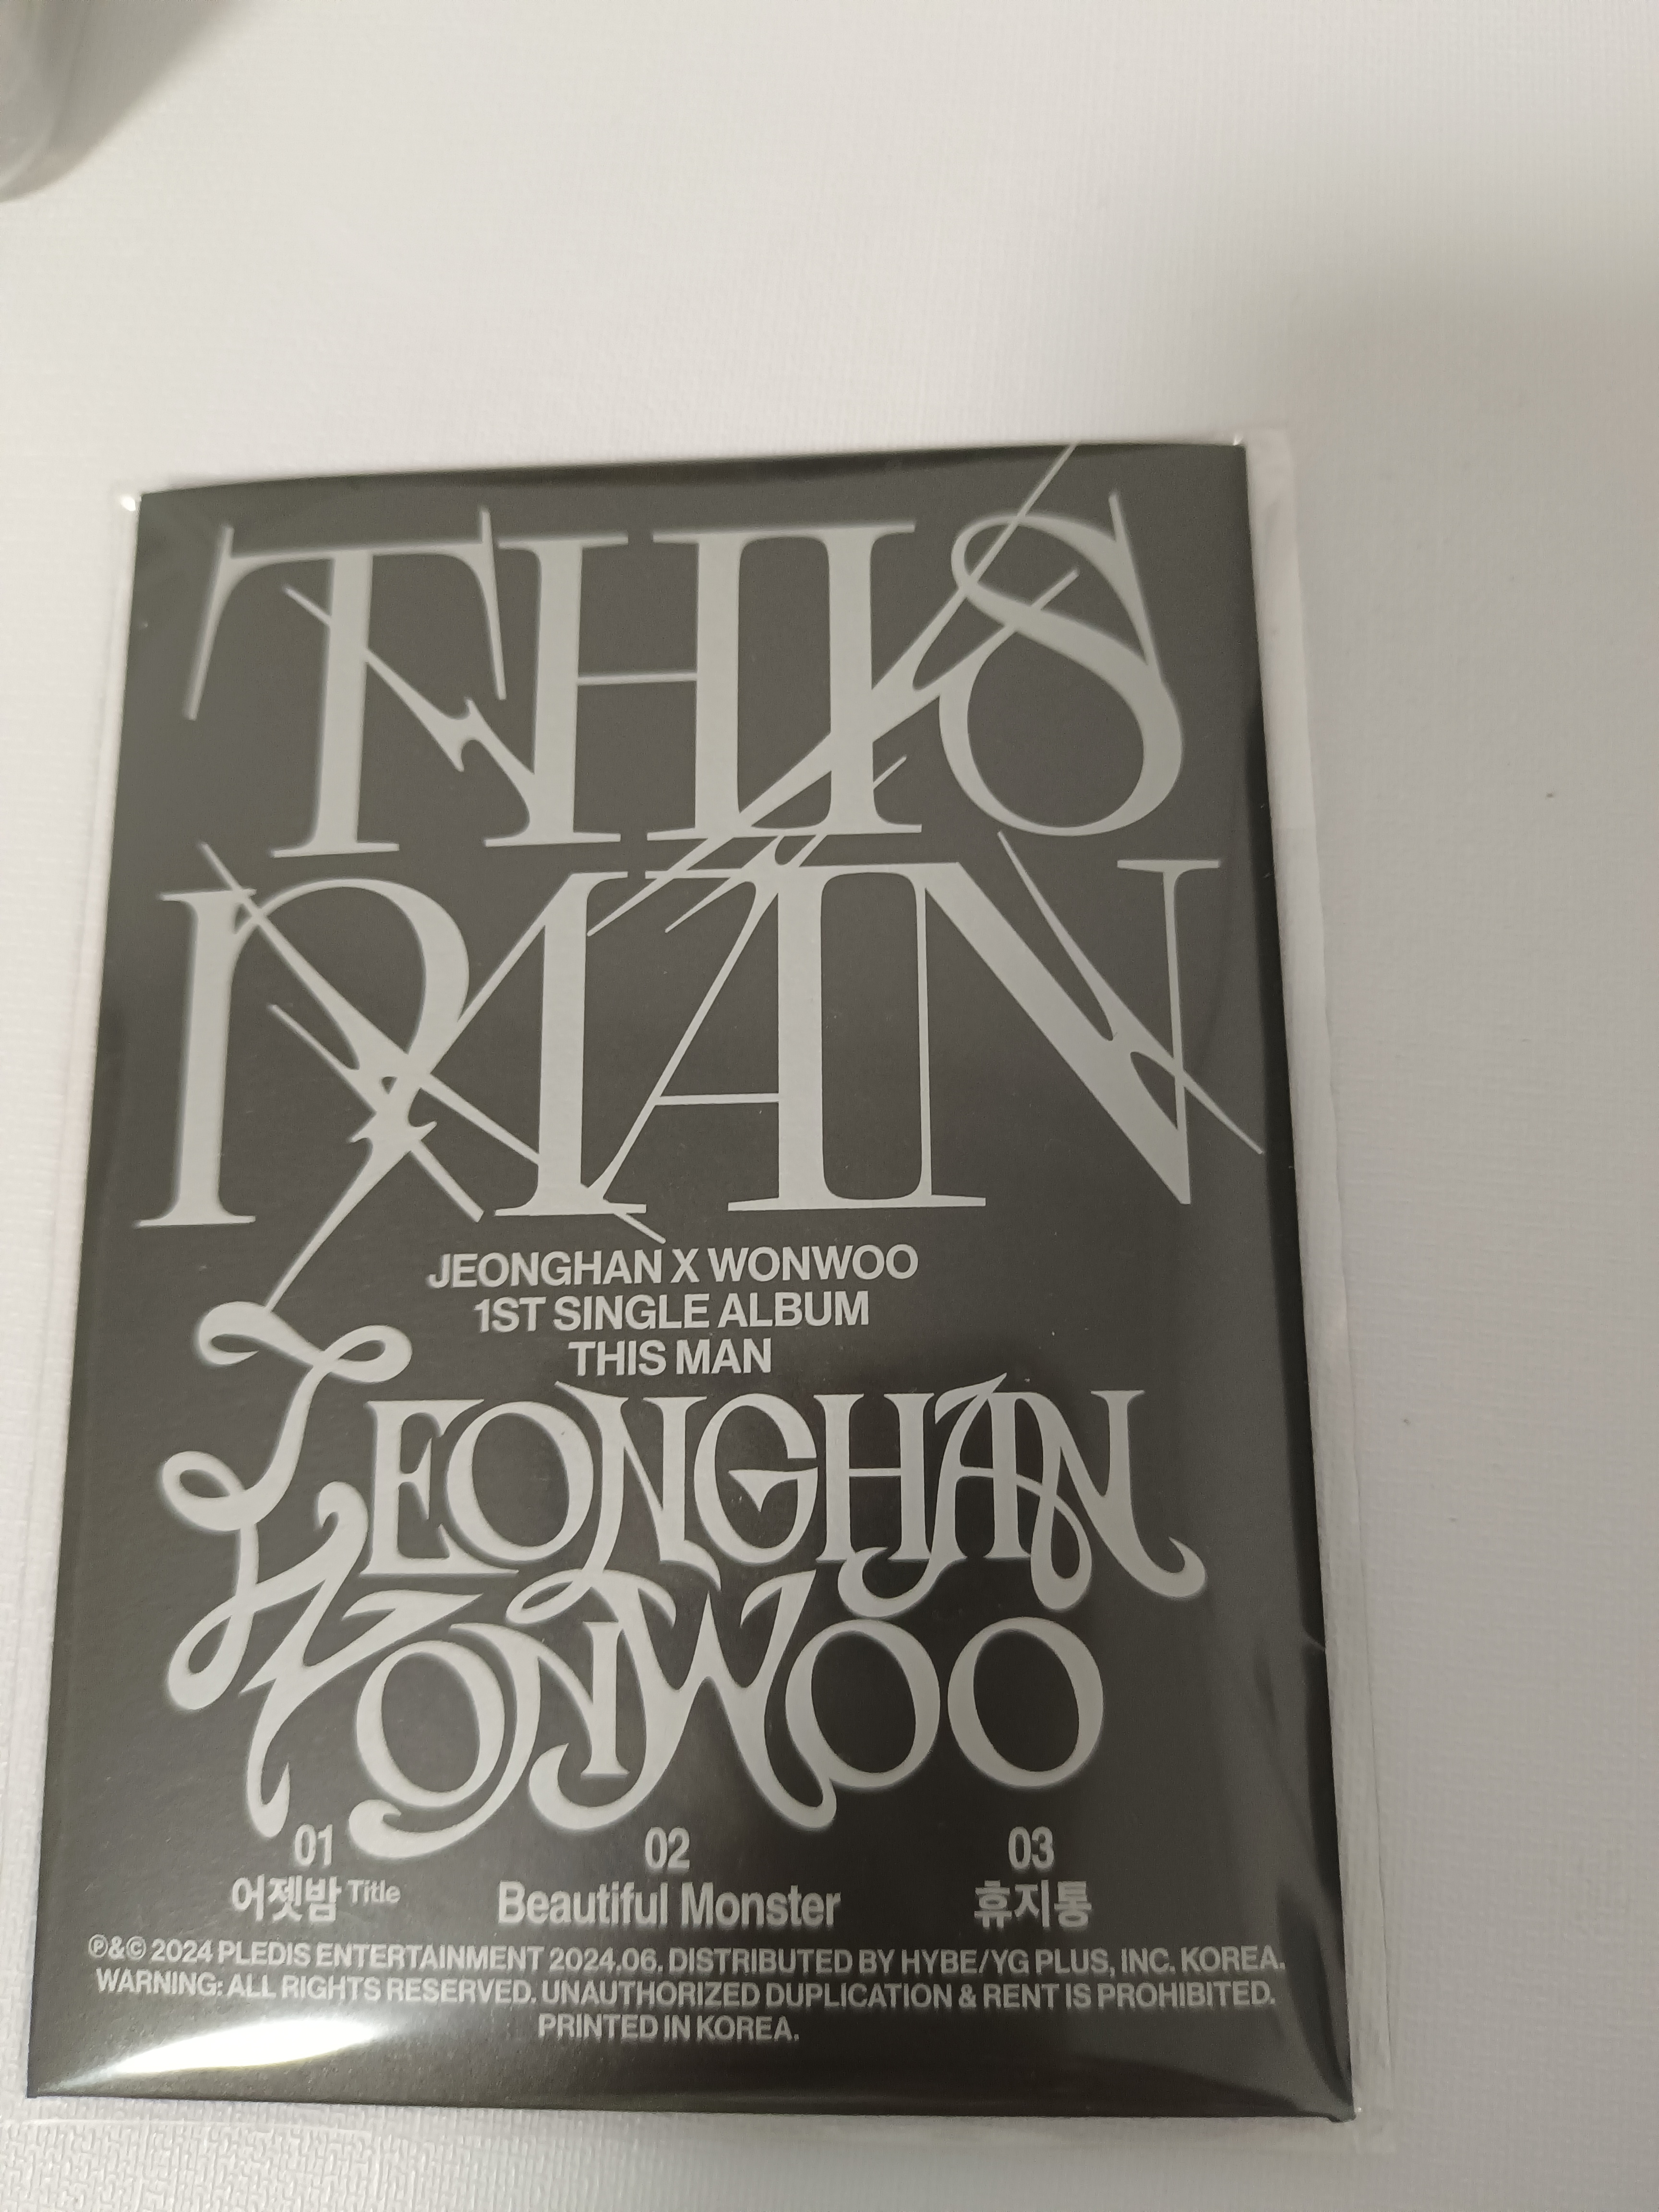 THIS
MAN
JEONGHAN X WONWOO
1ST SINGLE ALBUM
THIS MAN
JEONGHAN
WONWOO
01 02 03
어젯밤 Title Beautiful Monster 휴지통
℗&© 2024 PLEDIS ENTERTAINMENT 2024.06. DISTRIBUTED BY HYBE/YG PLUS, INC. KOREA.
WARNING: ALL RIGHTS RESERVED. UNAUTHORIZED DUPLICATION & RENT IS PROHIBITED.
PRINTED IN KOREA.